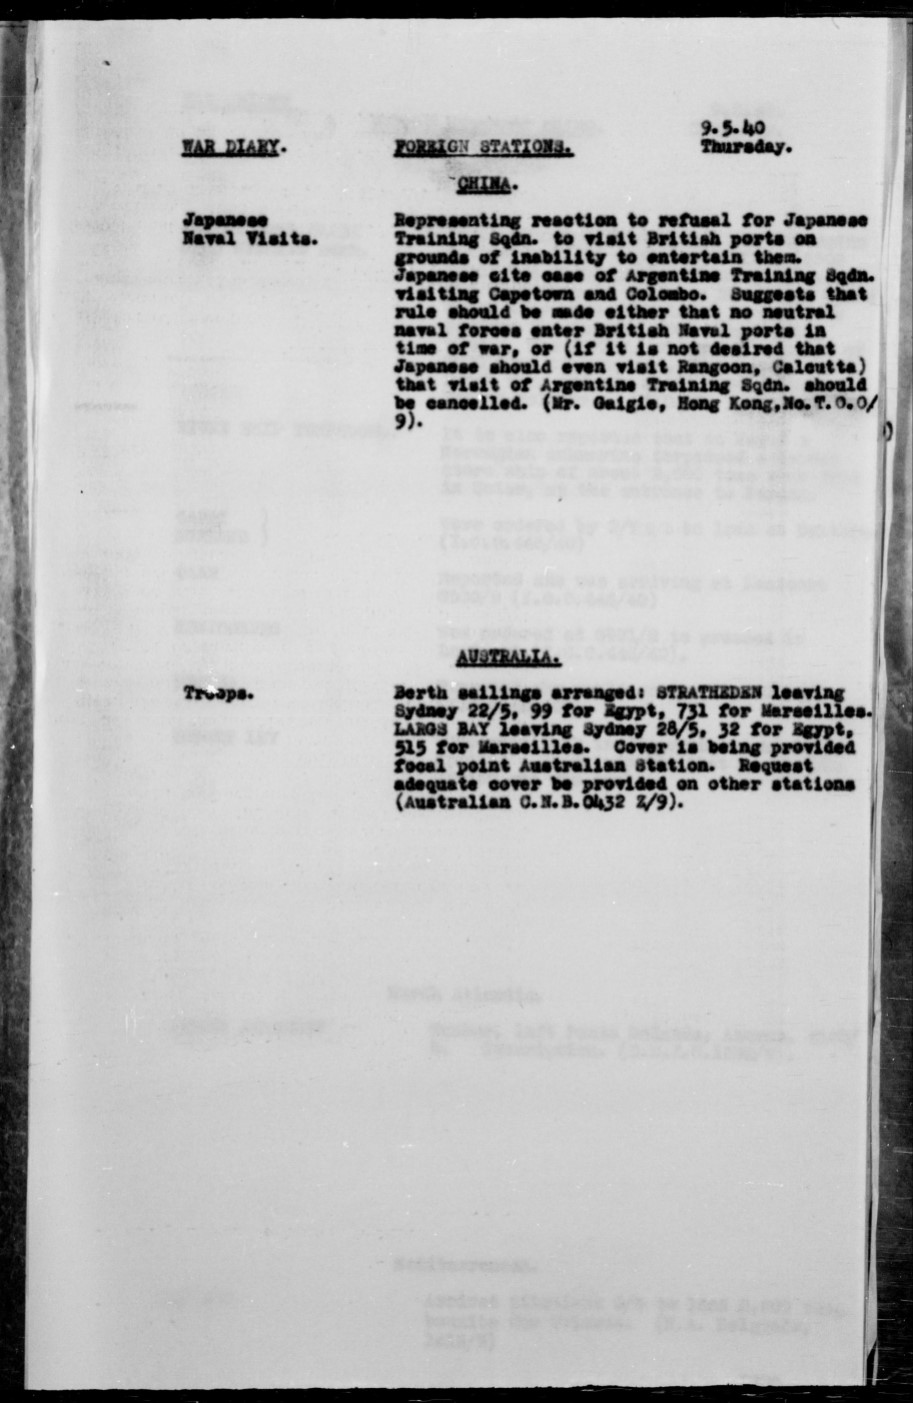 9.5.40
WAR DIARY. FOREIGN STATIONS. Thursday.
CHINA.
Japanese Representing reaction to refusal for Japanese
Naval Visits. Training Sqdn. to visit British ports on
grounds of inability to entertain them.
Japanese cite case of Argentine Training Sqdn.
visiting Capetown and Colombo. Suggests that
rule should be made either that no neutral
naval forces enter British Naval ports in
time of war, or (if it is not desired that
Japanese should even visit Rangoon, Calcutta)
that visit of Argentine Training Sqdn. should
be cancelled. (Mr. Hong Kong, No. T.O.O/
9).
AUSTRALIA.
Troops. Berth sailings arranged: STRATHEDEN leaving
Sydney 22/5, 99 for Egypt, 731 for Marseilles.
LARGS BAY leaving Sydney 28/5, 32 for Egypt,
515 for Marseilles. Cover is being provided
focal point Australian Station. Request
adequate cover be provided on other stations
(Australian C.N.B.0432 Z/9).